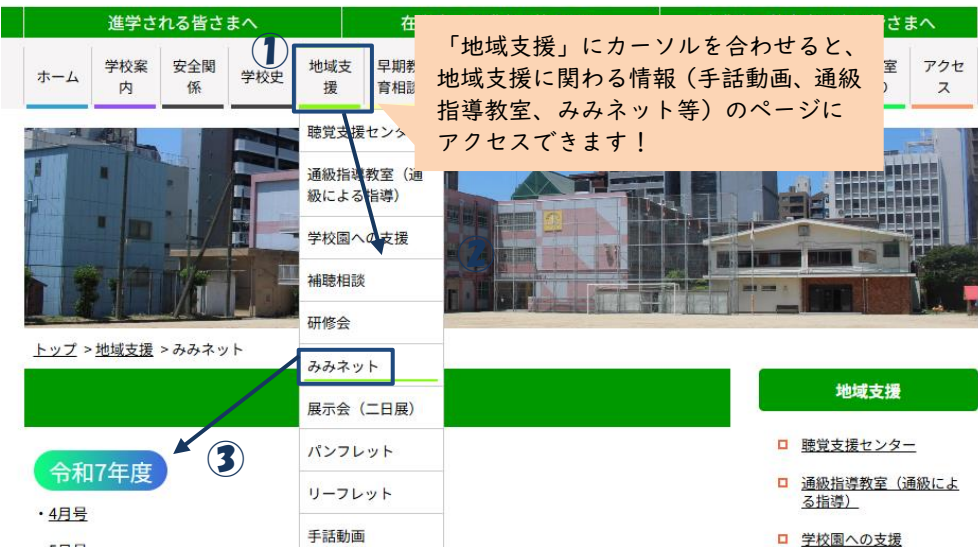 進学される皆さまへ
在
さまへ
①
「地域支援」にカーソルを合わせると、
地域支援に関わる情報（手話動画、通級
指導教室、みみネット等）のページに
アクセスできます！
ホーム
学校案
内
安全関
係
学校史
地域支
援
早期教
育相談
室
アクセ
ス
聴覚支援センター
通級指導教室（通
級による指導）
学校園への支援
②
補聴相談
研修会
みみネット
展示会（二日展）
パンフレット
リーフレット
手話動画
トップ >地域支援 >みみネット
③
令和7年度
・4月号
地域支援
聴覚支援センター
通級指導教室（通級によ
る指導）
学校園への支援